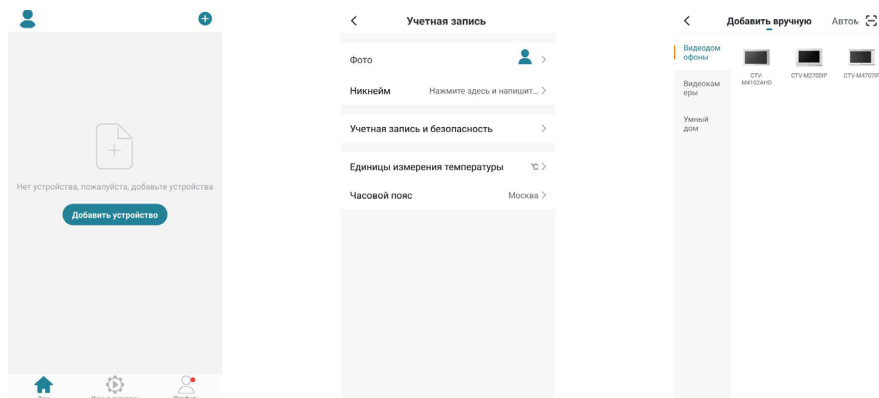 Нет устройства, пожалуйста, добавьте устройства
Добавить устройство
Учетная запись
Фото
Никнейм
Нажмите здесь и напишит...
Учетная запись и безопасность
Единицы измерения температуры
°C
Часовой пояс
Москва
Добавить вручную
Автом
Видеодом
офоны
Видеокам
еры
Умный
дом
CTV-
M4102AHD
CTV-M2700IP
CTV-M4707IP